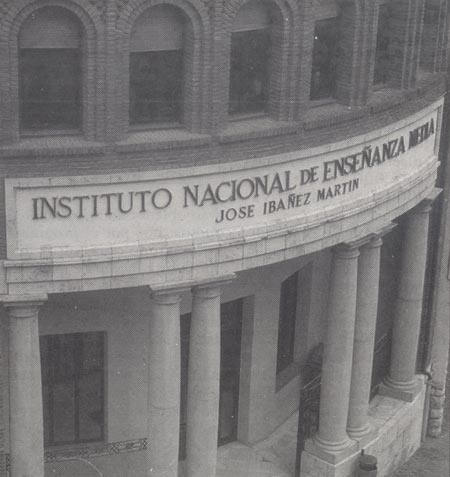 INSTITUTO NACIONAL DE ENSEÑANZA MEDIA
JOSE IBAÑEZ MARTIN